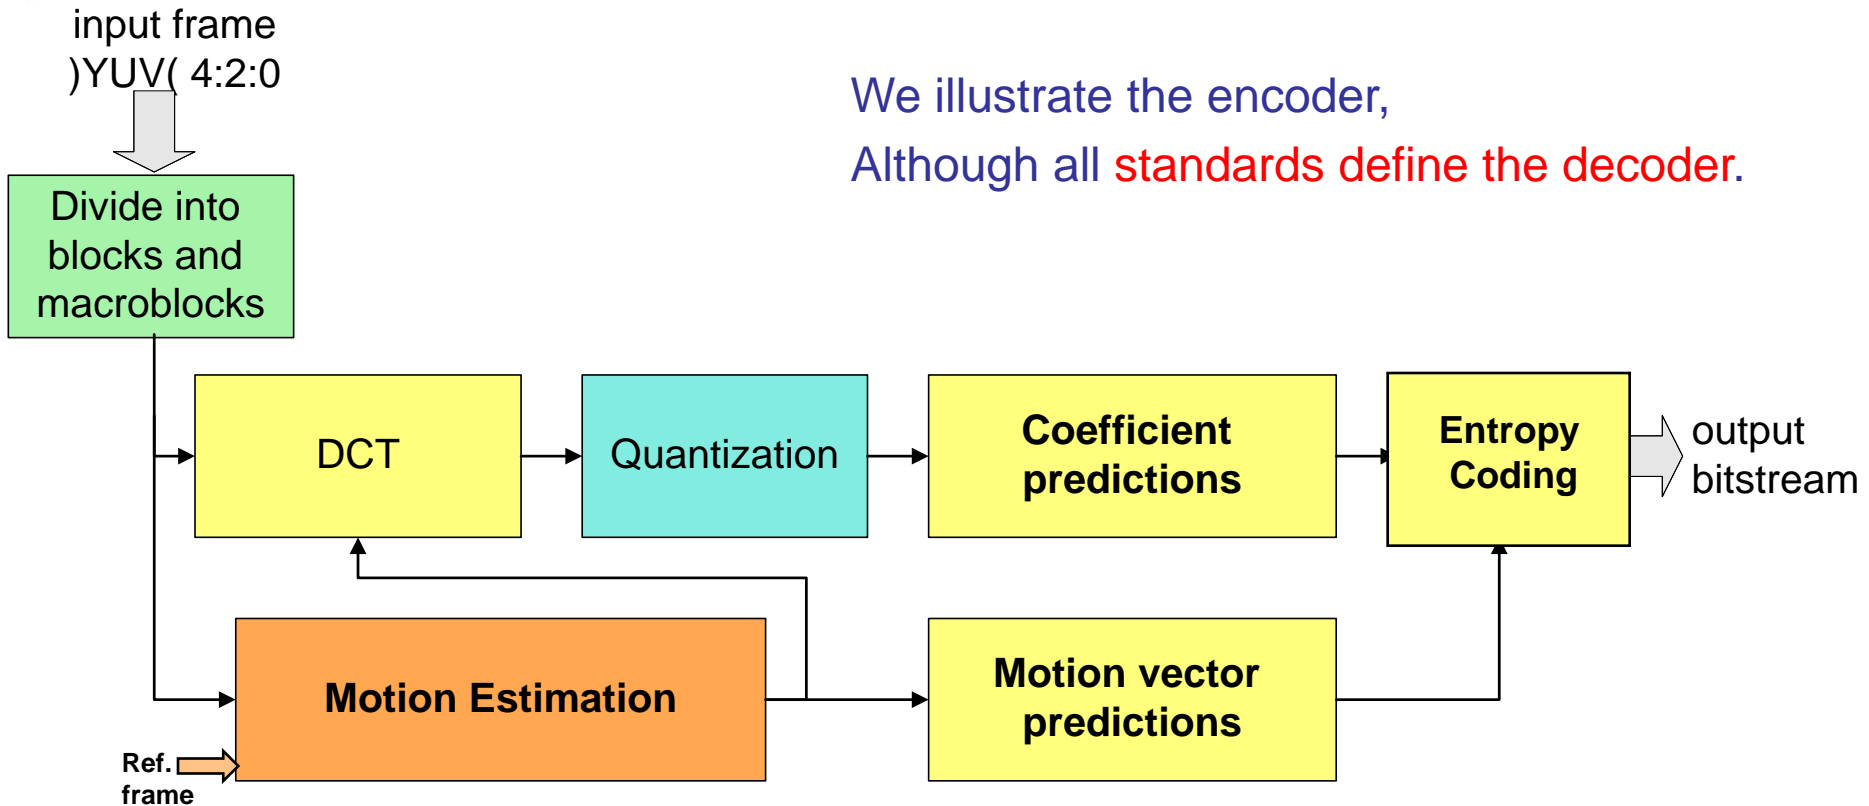 input frame
)YUV( 4:2:0
We illustrate the encoder,
Although all standards define the decoder.
Divide into
blocks and
macroblocks
DCT
Quantization
Coefficient
predictions
Entropy
Coding
output
bitstream
Motion Estimation
Motion vector
predictions
Ref.
frame